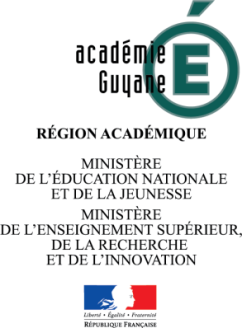 académie
Guyane
É
RÉGION ACADÉMIQUE
MINISTÈRE
DE L'ÉDUCATION NATIONALE
ET DE LA JEUNESSE
MINISTÈRE
DE L'ENSEIGNEMENT SUPÉRIEUR,
DE LA RECHERCHE
ET DE L'INNOVATION
Liberté • Égalité • Fraternité
RÉPUBLIQUE FRANÇAISE